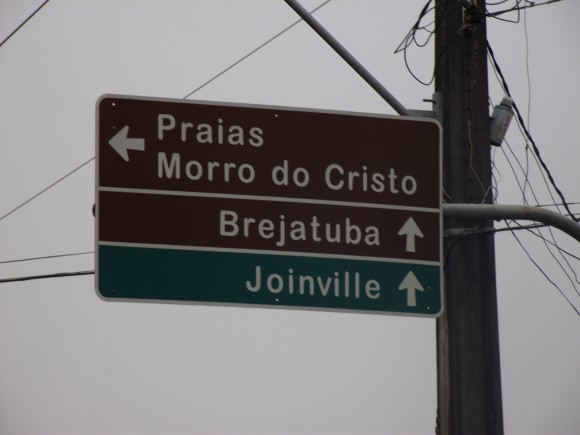 Praias
Morro do Cristo
Brejatuba
Joinville